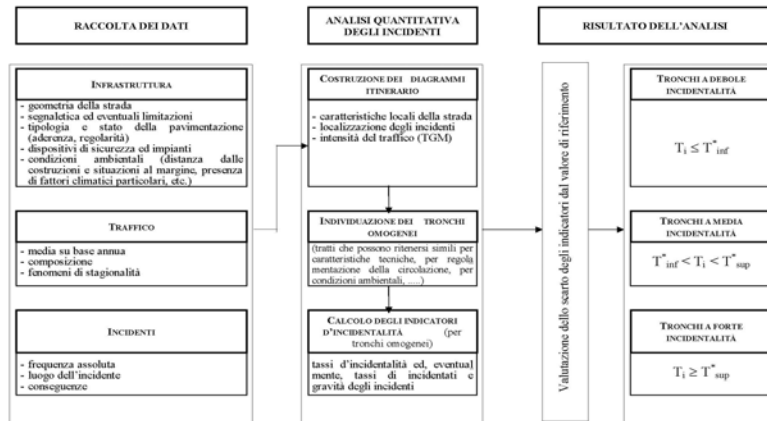 RACCOLTA DEI DATI
INFRASTRUTTURA
- geometria della strada
- segnaletica ed eventuali limitazioni
- tipologia e stato della pavimentazione
(aderenza, regolarità)
- dispositivi di sicurezza ed impianti
- condizioni ambientali (distanza dalle
costruzioni e situazioni al margine, presenza
di fattori climatici particolari, etc.)
TRAFFICO
- media su base annua
- composizione
- fenomeni di stagionalità
INCIDENTI
- frequenza assoluta
- luogo dell'incidente
- conseguenze
ANALISI QUANTITATIVA
DEGLI INCIDENTI
COSTRUZIONE DEI DIAGRAMMI
ITINERARIO
- caratteristiche locali della strada
- localizzazione degli incidenti
- intensità del traffico (TGM)
INDIVIDUAZIONE DEI TRONCHI
OMOGENEI
(tratti che possono ritenersi simili per
caratteristiche tecniche, per regola
mentazione della circolazione, per
condizioni ambientali, .....)
CALCOLO DEGLI INDICATORI
D'INCIDENTALITÀ (per
tronchi omogenei)
tassi d'incidentalità ed, eventual
mente, tassi di incidentati e
gravità degli incidenti
RISULTATO DELL'ANALISI
Valutazione dello scarto degli indicatori dal valore di riferimento
TRONCHI A DEBOLE
INCIDENTALITÀ
Ti ≤ T*inf
TRONCHI A MEDIA
INCIDENTALITÀ
T*inf < Ti < T*sup
TRONCHI A FORTE
INCIDENTALITÀ
Ti ≥ T*sup